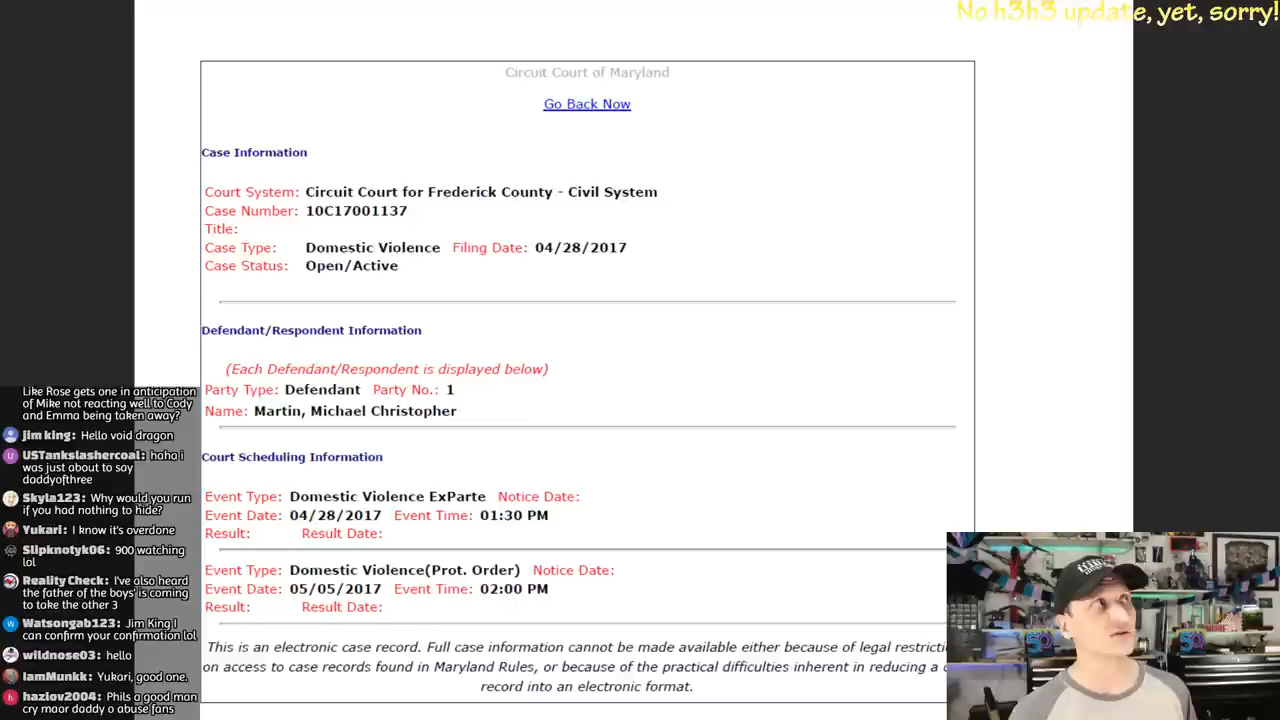 No h3h3 update, yet, sorry!
Circuit Court of Maryland
Go Back Now
Case Information
Court System: Circuit Court for Frederick County - Civil System
Case Number: 10C17001137
Title:
Case Type: Domestic Violence Filing Date: 04/28/2017
Case Status: Open/Active
Defendant/Respondent Information
(Each Defendant/Respondent is displayed below)
Party Type: Defendant Party No.: 1
Name: Martin, Michael Christopher
Court Scheduling Information
Event Type: Domestic Violence ExParte Notice Date:
Event Date: 04/28/2017 Event Time: 01:30 PM
Result: Result Date:
Event Type: Domestic Violence(Prot. Order) Notice Date:
Event Date: 05/05/2017 Event Time: 02:00 PM
Result: Result Date:
This is an electronic case record. Full case information cannot be made available either because of legal
on access to case records found in Maryland Rules, or because of the practical difficulties inherent in reducing a
record into an electronic format.
Like Rose gets one in anticipation
of Mike not reacting well to Cody
and Emma being taken away?
jim king: Hello void dragon
USTankslashercoal: haha i
was just about to say
daddyofthree
Skyla123: Why would you run
if you had nothing to hide?
Yukari: I know it's overdone
Slipknotyk06: 900 watching
lol
Reality Check: I've also heard
the father of the boys' is coming
to take the other 3
Watsongab123: Jim King I
can confirm your confirmation lol
wildnose03: hello
IamMunkk: Yukari, good one.
hazlov2004: Phils a good man
cry maor daddy o abuse fans